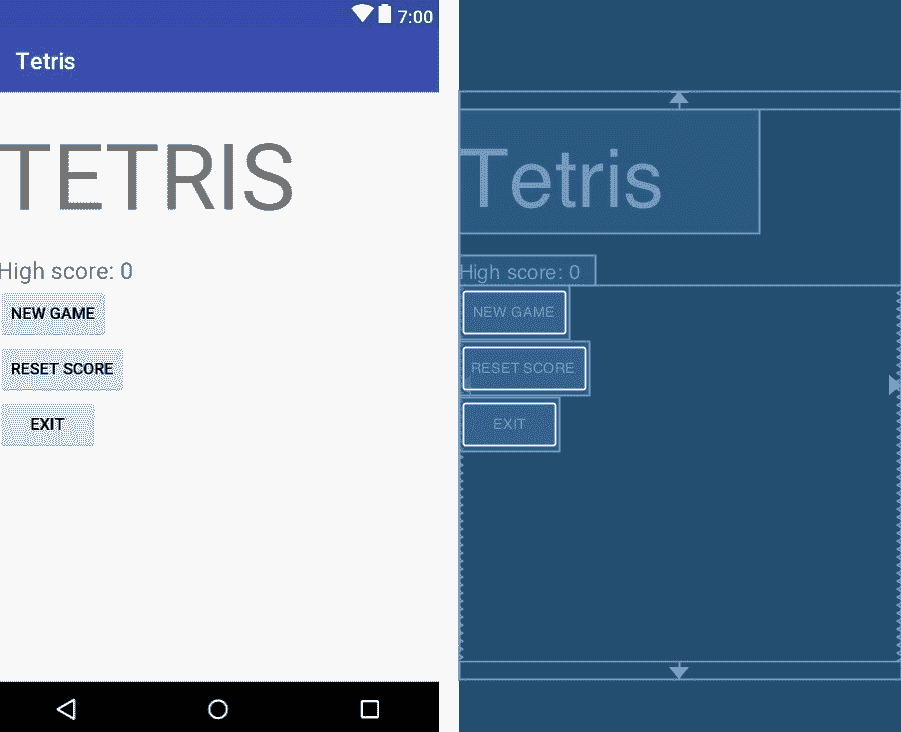 7:00
Tetris
TETRIS
High score: 0
NEW GAME
RESET SCORE
EXIT
Tetris
High score: 0
NEW GAME
RESET SCORE
EXIT